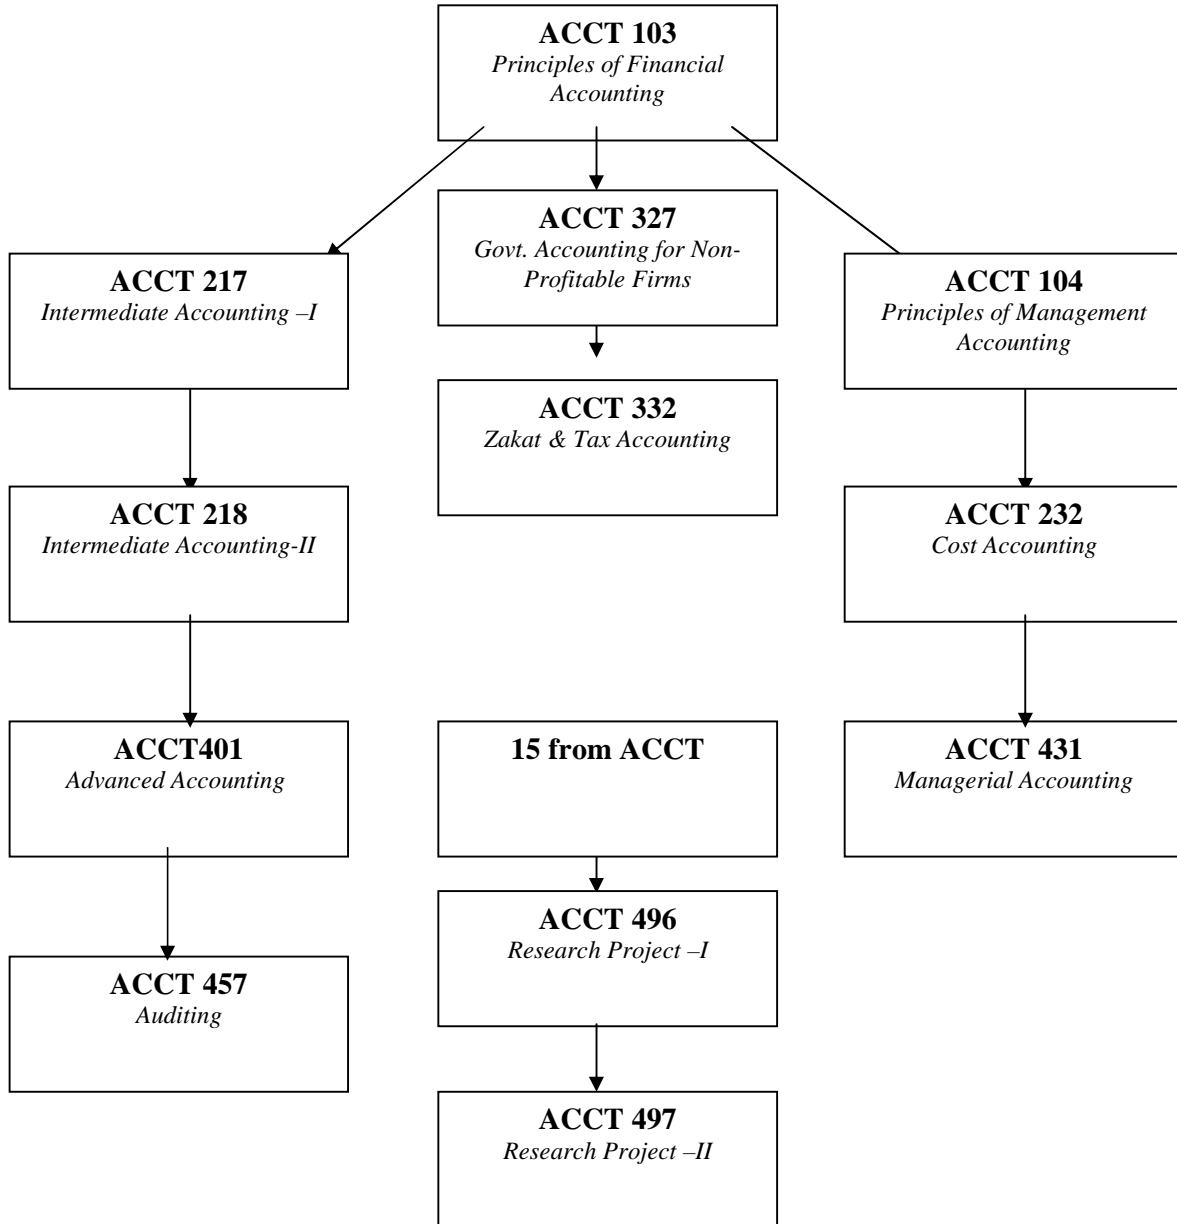 ACCT 103
Principles of Financial
Accounting
ACCT 327
Govt. Accounting for Non-
Profitable Firms
ACCT 217
Intermediate Accounting –I
ACCT 104
Principles of Management
Accounting
ACCT 332
Zakat & Tax Accounting
ACCT 218
Intermediate Accounting-II
ACCT 232
Cost Accounting
ACCT401
Advanced Accounting
15 from ACCT
ACCT 431
Managerial Accounting
ACCT 496
Research Project –I
ACCT 457
Auditing
ACCT 497
Research Project –II